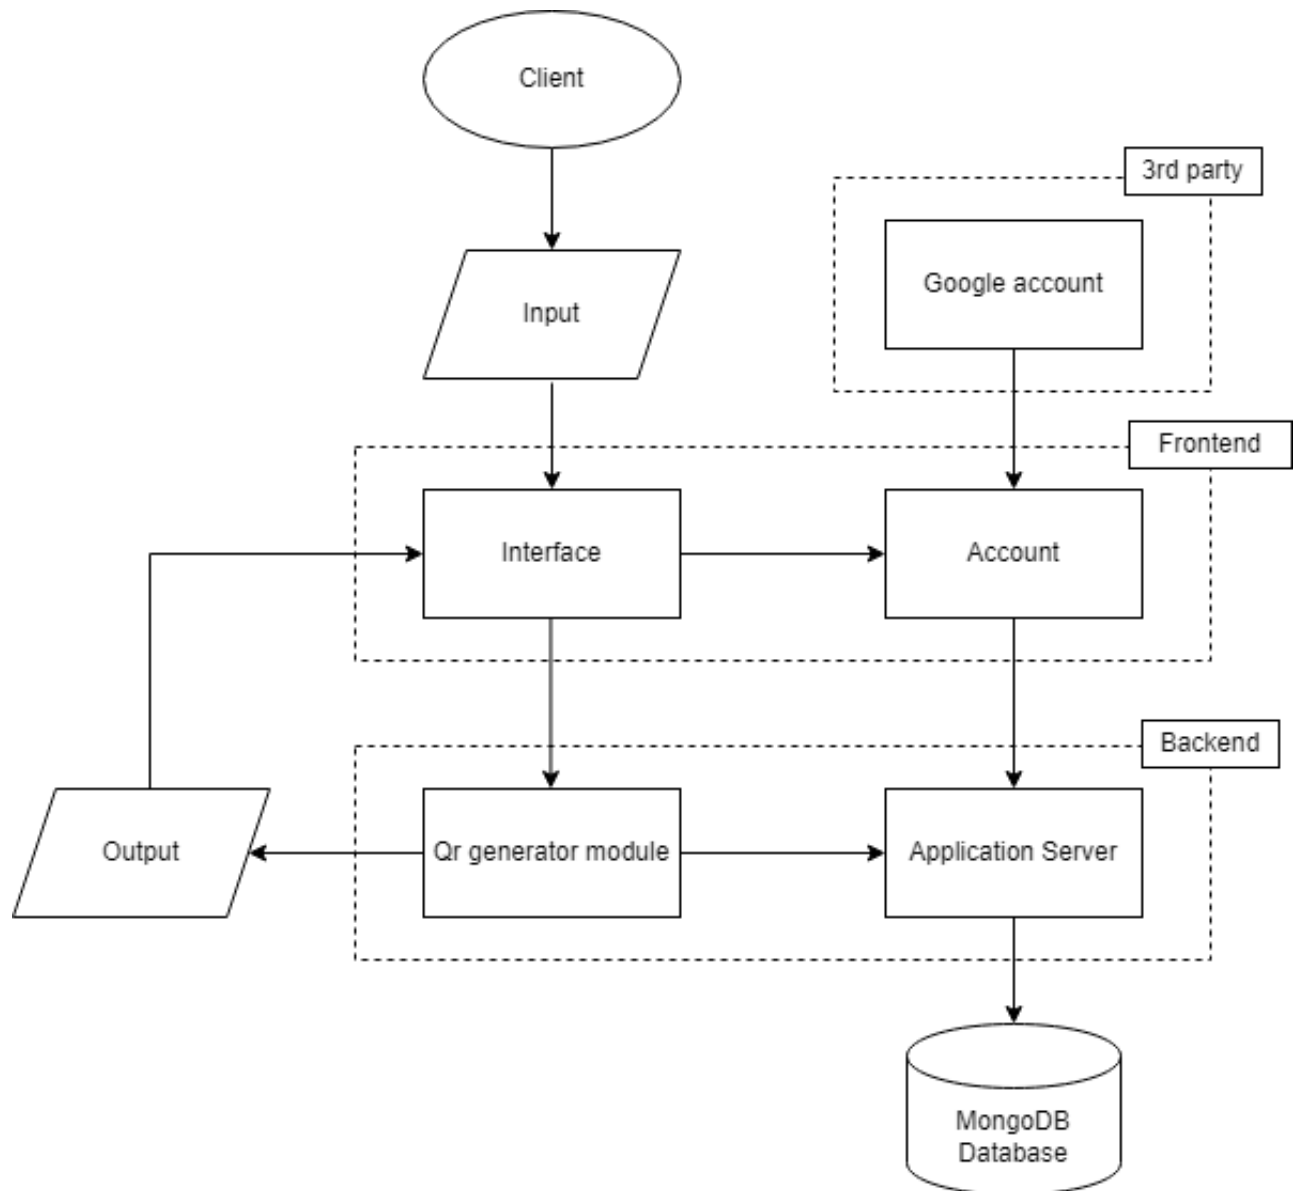 Client
3rd party
Google account
Input
Frontend
Interface
Account
Backend
Output
Qr generator module
Application Server
MongoDB
Database